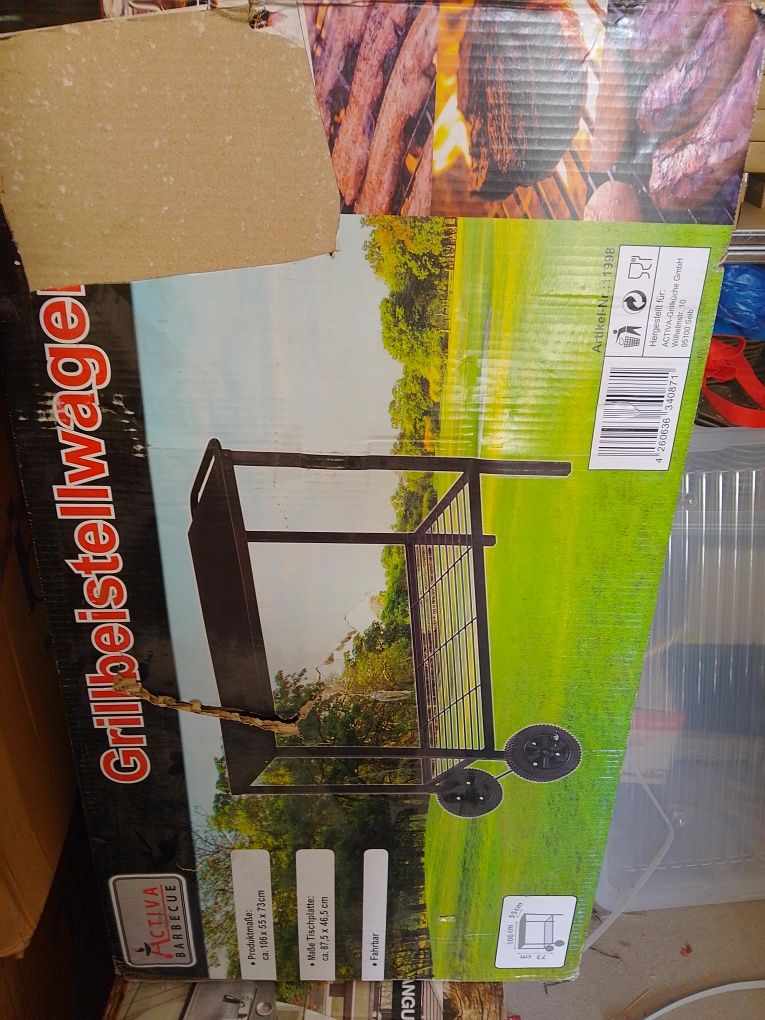 Grillbeistellwagen
ACTIVA
BARBECUE
• Produktmaße:
ca. 106 x 55 x 73cm
• Maße Tischplatte:
ca. 87,5 x 46,5 cm
• Fahrbar
106 cm
55 cm
73 cm
Artikel-Nr.: 11998
Hergestellt für:
ACTIVA-Grillküche GmbH
Wilhelmstr. 10
95100 Selb
4 260636 340871
ANGU